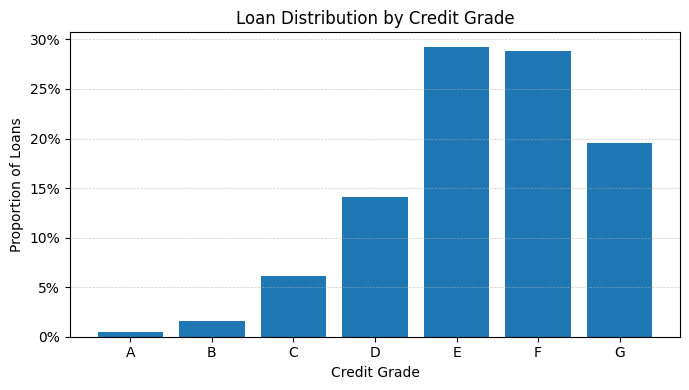 Loan Distribution by Credit Grade
Proportion of Loans
30%
25%
20%
15%
10%
5%
0%
A B C D E F G
Credit Grade